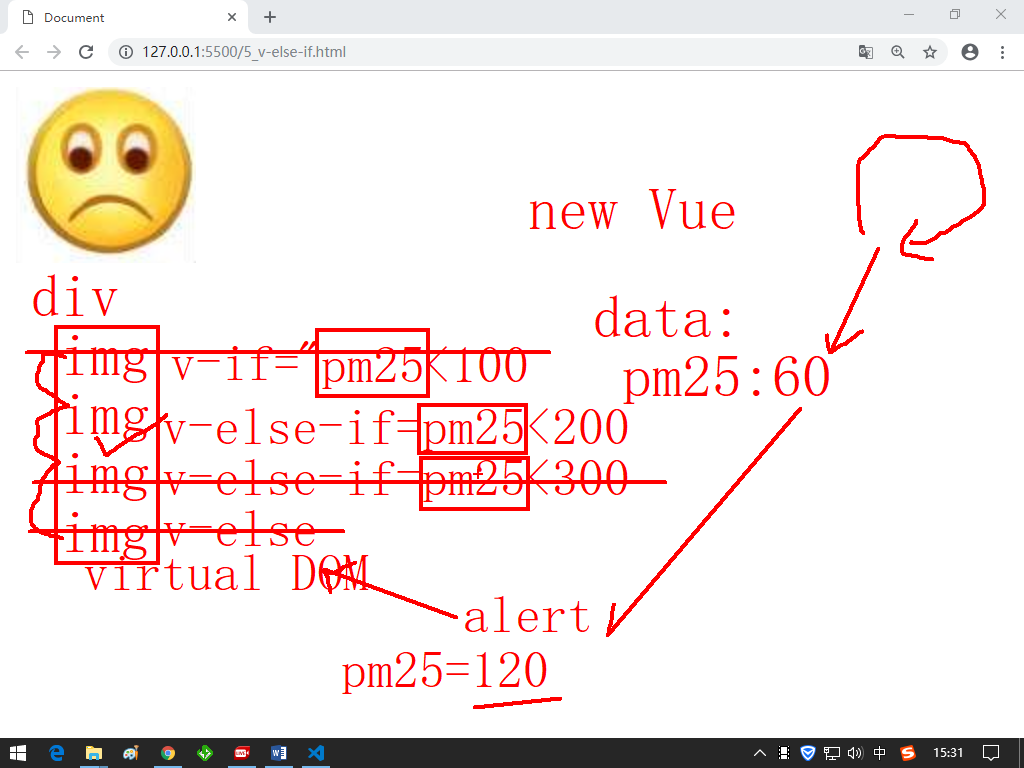 Document
127.0.0.1:5500/5_v-else-if.html
new Vue
div
data:
img v-if="pm25<100
pm25:60
img v-else-if=pm25<200
img v-else-if=pm25<300
img v-else
virtual DOM
alert
pm25=120
LIVE
中
15:31